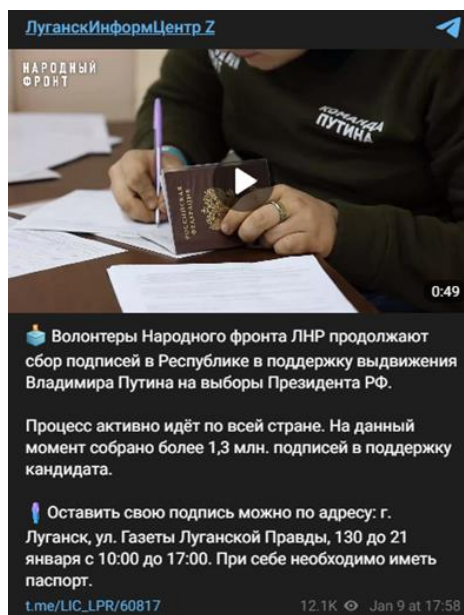 ЛуганскИнформЦентр Z
НАРОДНЫЙ
ФРОНТ
КОМАНДА
ПУТИНА
РОССИЙСКАЯ
ФЕДЕРАЦИЯ
0:49
Волонтеры Народного фронта ЛНР продолжают
сбор подписей в Республике в поддержку выдвижения
Владимира Путина на выборы Президента РФ.
Процесс активно идёт по всей стране. На данный
момент собрано более 1,3 млн. подписей в поддержку
кандидата.
Оставить свою подпись можно по адресу: г.
Луганск, ул. Газеты Луганской Правды, 130 до 21
января с 10:00 до 17:00. При себе необходимо иметь
паспорт.
t.me/LIC_LPR/60817 12.1K Jan 9 at 17:58